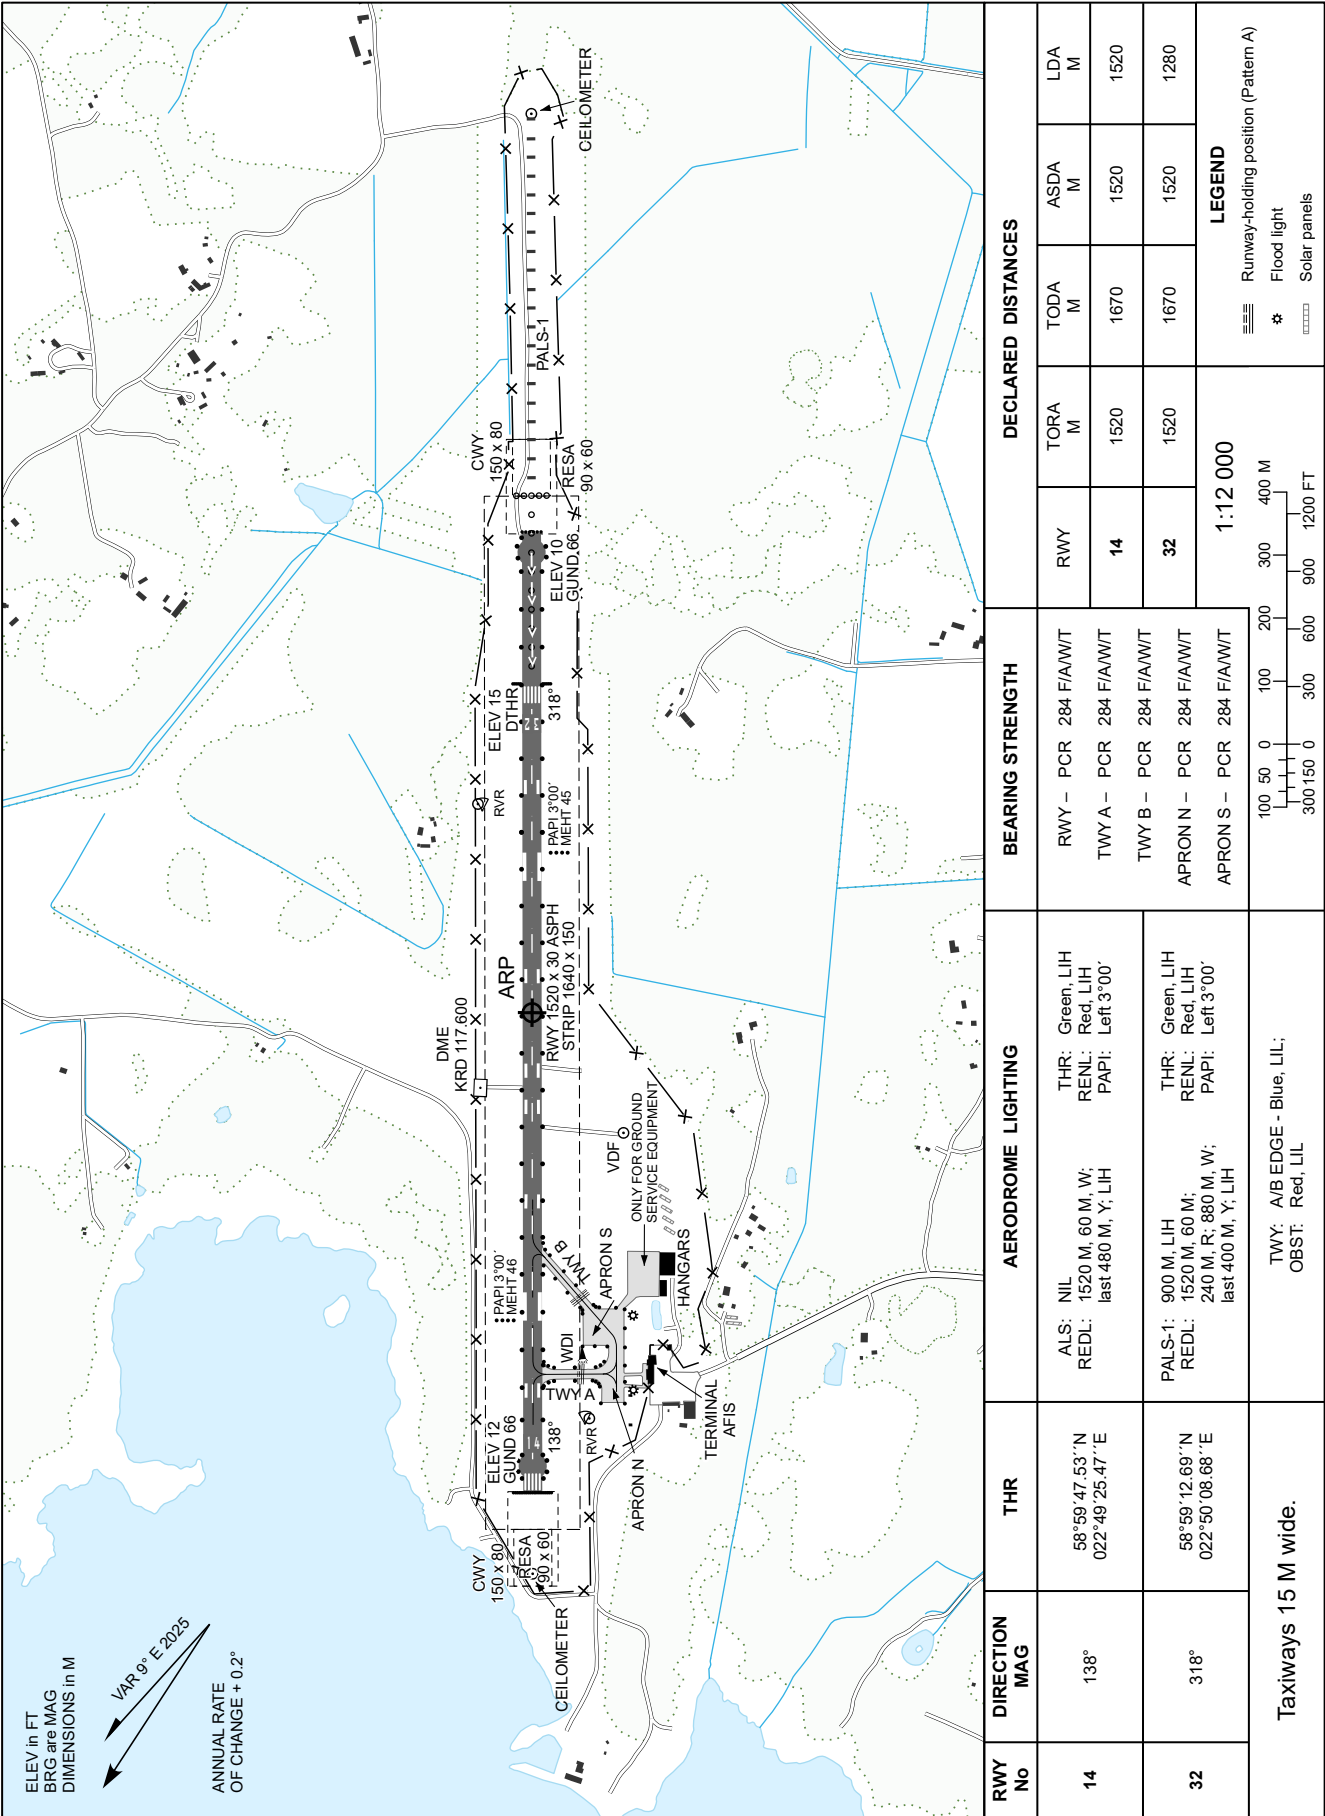 ELEV in FT
BRG are MAG
DIMENSIONS in M
VAR 9° E 2025
ANNUAL RATE
OF CHANGE + 0.2°
CEILOMETER
CWY
150 x 80
RESA
90 x 60
ELEV 12
GUND 66
138°
RVR
TWY A
WDI
APRON N
TERMINAL
AFIS
PAPI 3°00´
MEHT 46
TWY B
APRON S
HANGARS
ONLY FOR GROUND
SERVICE EQUIPMENT
VDF
DME
KRD 117.600
ARP
RWY 1520 x 30 ASPH
STRIP 1640 x 150
PAPI 3°00´
MEHT 45
RVR
ELEV 15
DTHR
318°
32
ELEV 10
GUND 66
CWY
150 x 80
RESA
90 x 60
PALS-1
CEILOMETER
RWY
No
DIRECTION
MAG
THR
AERODROME LIGHTING
BEARING STRENGTH
DECLARED DISTANCES
14
138°
58°59´47.53´´N
022°49´25.47´´E
ALS: NIL
REDL: 1520 M, 60 M, W;
last 480 M, Y; LIH
THR: Green, LIH
RENL: Red, LIH
PAPI: Left 3°00´
32
318°
58°59´12.69´´N
022°50´08.68´´E
PALS-1: 900 M, LIH
REDL: 1520 M, 60 M;
240 M, R; 880 M, W;
last 400 M, Y; LIH
THR: Green, LIH
RENL: Red, LIH
PAPI: Left 3°00´
Taxiways 15 M wide.
TWY: A/B EDGE - Blue, LIL;
OBST: Red, LIL
RWY – PCR 284 F/A/W/T
TWY A – PCR 284 F/A/W/T
TWY B – PCR 284 F/A/W/T
APRON N – PCR 284 F/A/W/T
APRON S – PCR 284 F/A/W/T
RWY TORA M TODA M ASDA M LDA M
14 1520 1670 1520 1520
32 1520 1670 1520 1280
1:12 000
100 50 0 100 200 300 400 M
300 150 0 300 600 900 1200 FT
LEGEND
Runway-holding position (Pattern A)
Flood light
Solar panels